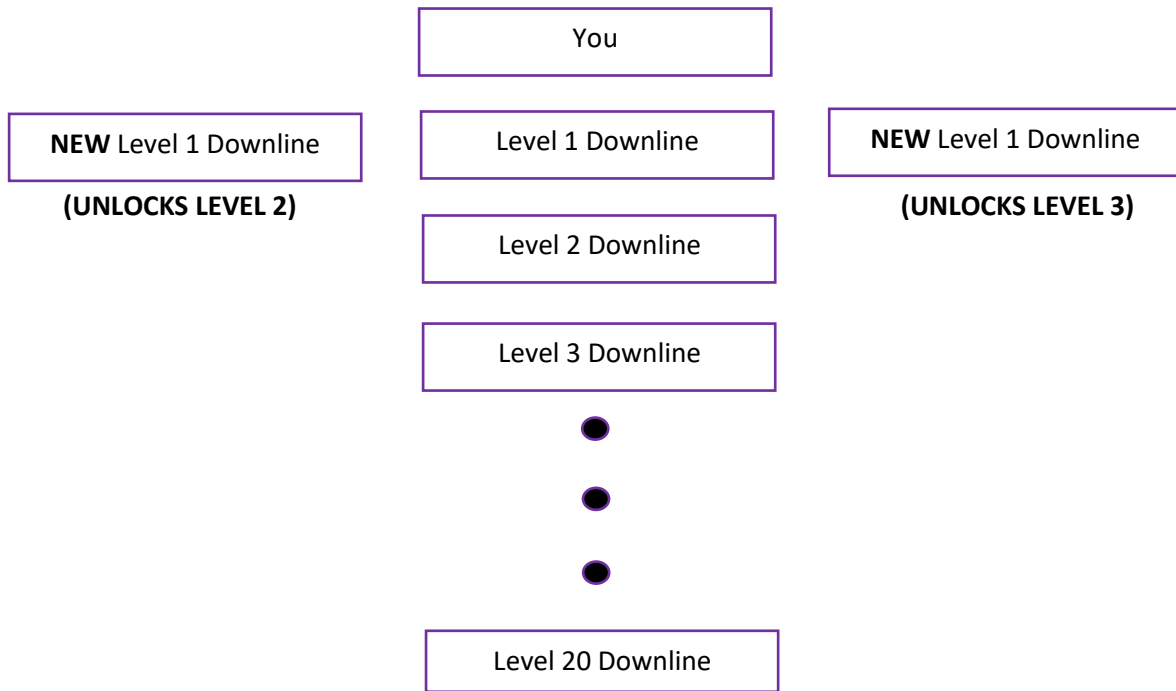 You
NEW Level 1 Downline
Level 1 Downline
NEW Level 1 Downline
(UNLOCKS LEVEL 2)
(UNLOCKS LEVEL 3)
Level 2 Downline
Level 3 Downline
Level 20 Downline